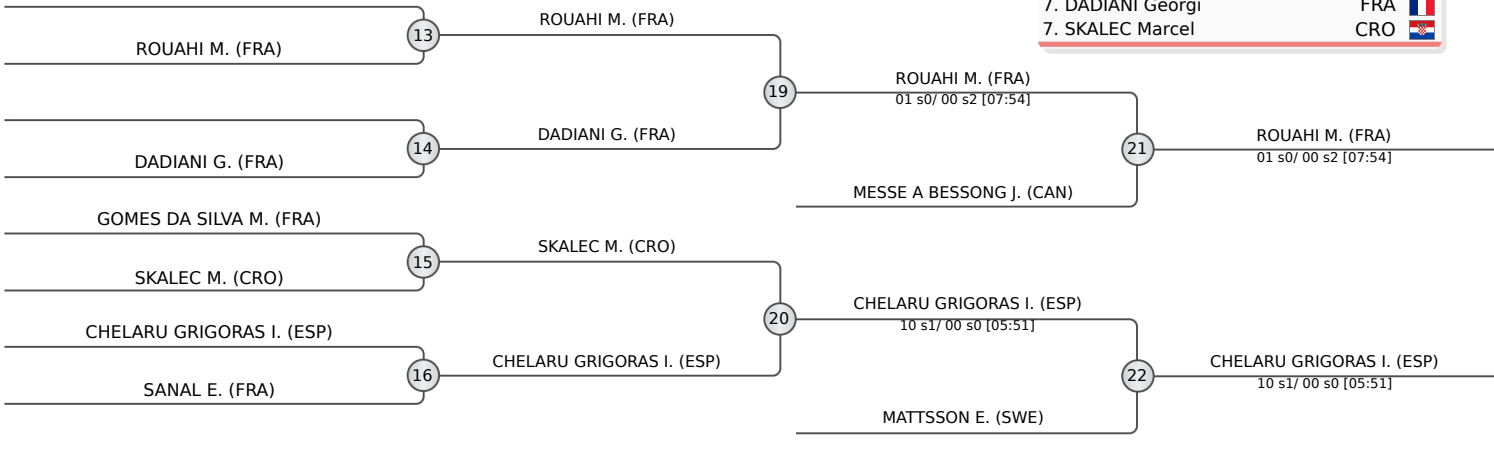 7. DADIANI Georgi FRA
7. SKALEC Marcel CRO
ROUAHI M. (FRA)
13
ROUAHI M. (FRA)
DADIANI G. (FRA)
14
DADIANI G. (FRA)
19
ROUAHI M. (FRA)
01 s0/ 00 s2 [07:54]
MESSE A BESSONG J. (CAN)
21
ROUAHI M. (FRA)
01 s0/ 00 s2 [07:54]
GOMES DA SILVA M. (FRA)
SKALEC M. (CRO)
15
SKALEC M. (CRO)
CHELARU GRIGORAS I. (ESP)
SANAL E. (FRA)
16
CHELARU GRIGORAS I. (ESP)
20
CHELARU GRIGORAS I. (ESP)
10 s1/ 00 s0 [05:51]
MATTSSON E. (SWE)
22
CHELARU GRIGORAS I. (ESP)
10 s1/ 00 s0 [05:51]